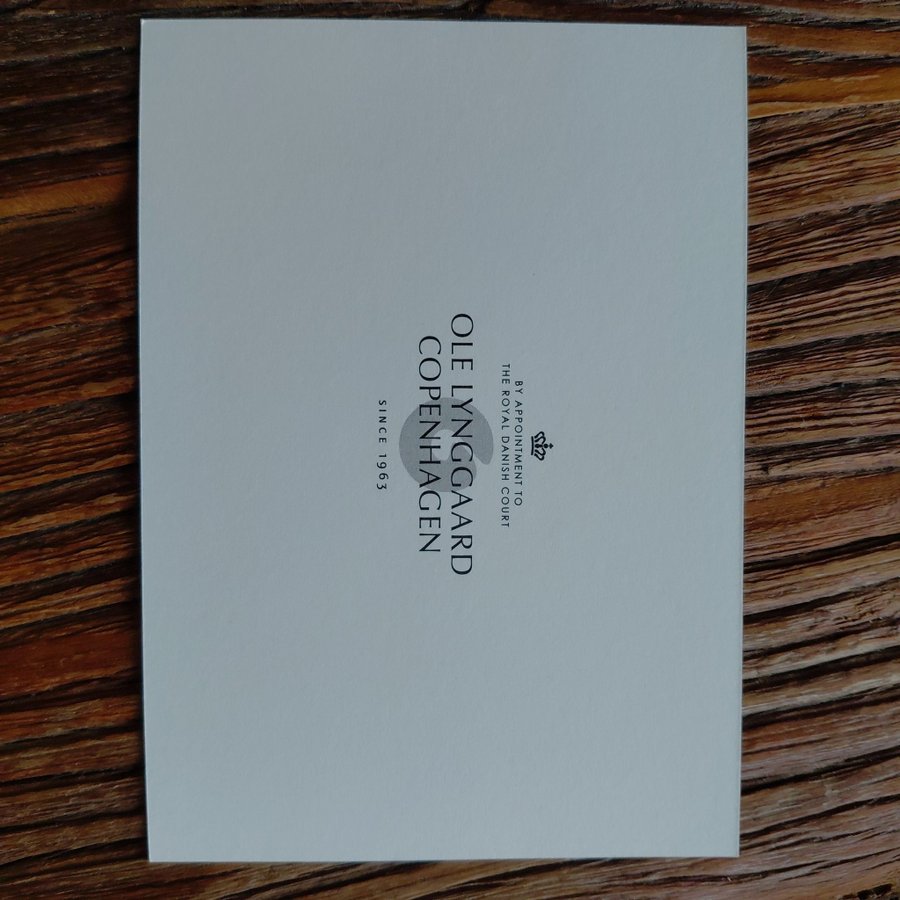 BY APPOINTMENT TO
THE ROYAL DANISH COURT
OLE LYNGGAARD
COPENHAGEN
SINCE 1963